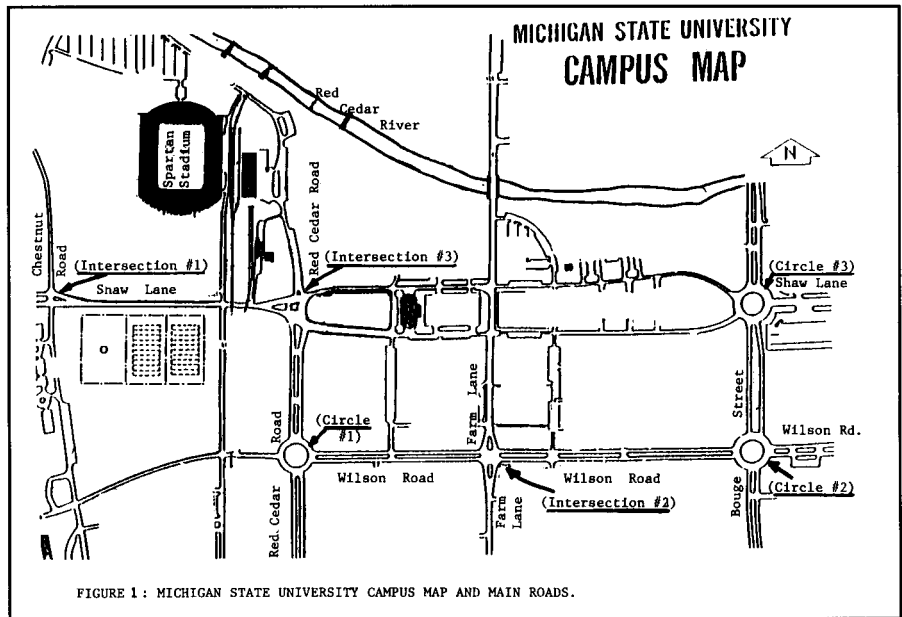 MICHIGAN STATE UNIVERSITY
CAMPUS MAP
Red
Cedar
River
N
Spartan
Stadium
Chestnut
Road
Red Cedar Road
(Intersection #1)
(Intersection #3)
(Circle #3)
Shaw Lane
Shaw Lane
o
Farm Lane
Street
Road
(Circle
#1)
Wilson Rd.
Wilson Road
Wilson Road
(Circle #2)
(Intersection #2)
Red. Cedar
Farm
Lane
Bouge
FIGURE 1: MICHIGAN STATE UNIVERSITY CAMPUS MAP AND MAIN ROADS.